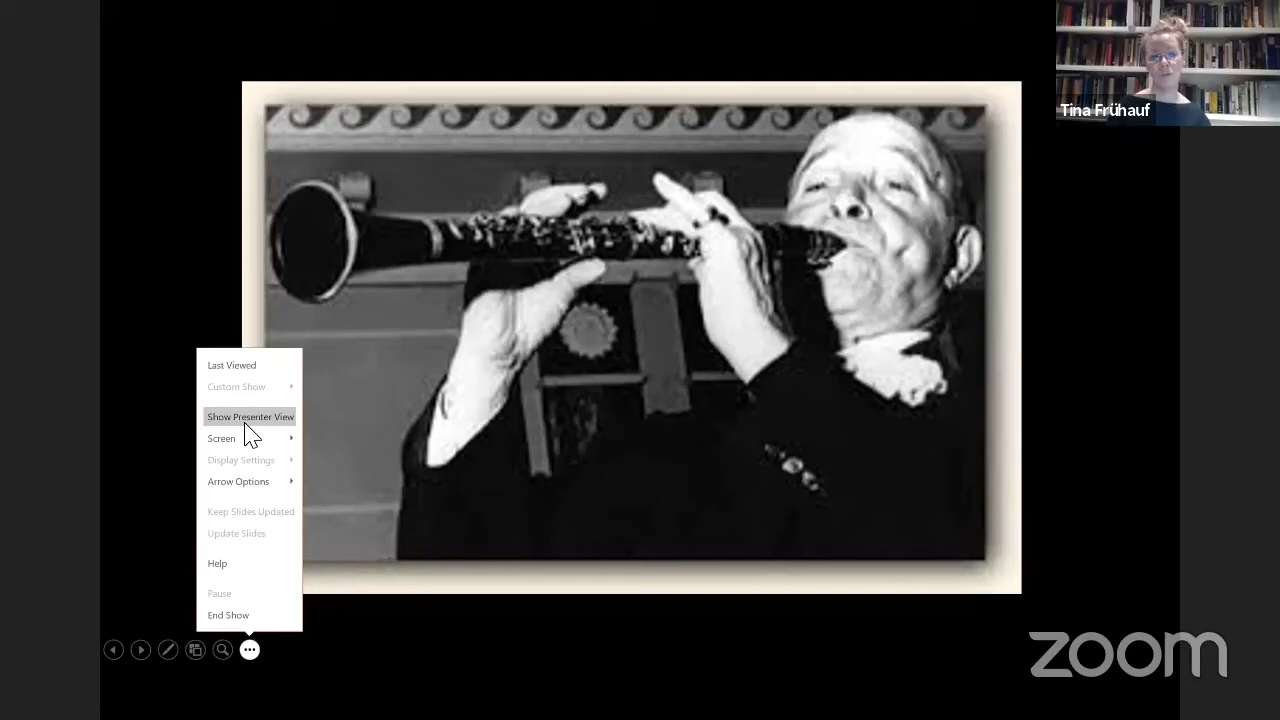 Tina Frühauf
Last Viewed
Custom Show
Show Presenter View
Screen
Display Settings
Arrow Options
Keep Slides Updated
Update Slides
Help
Pause
End Show
zoom